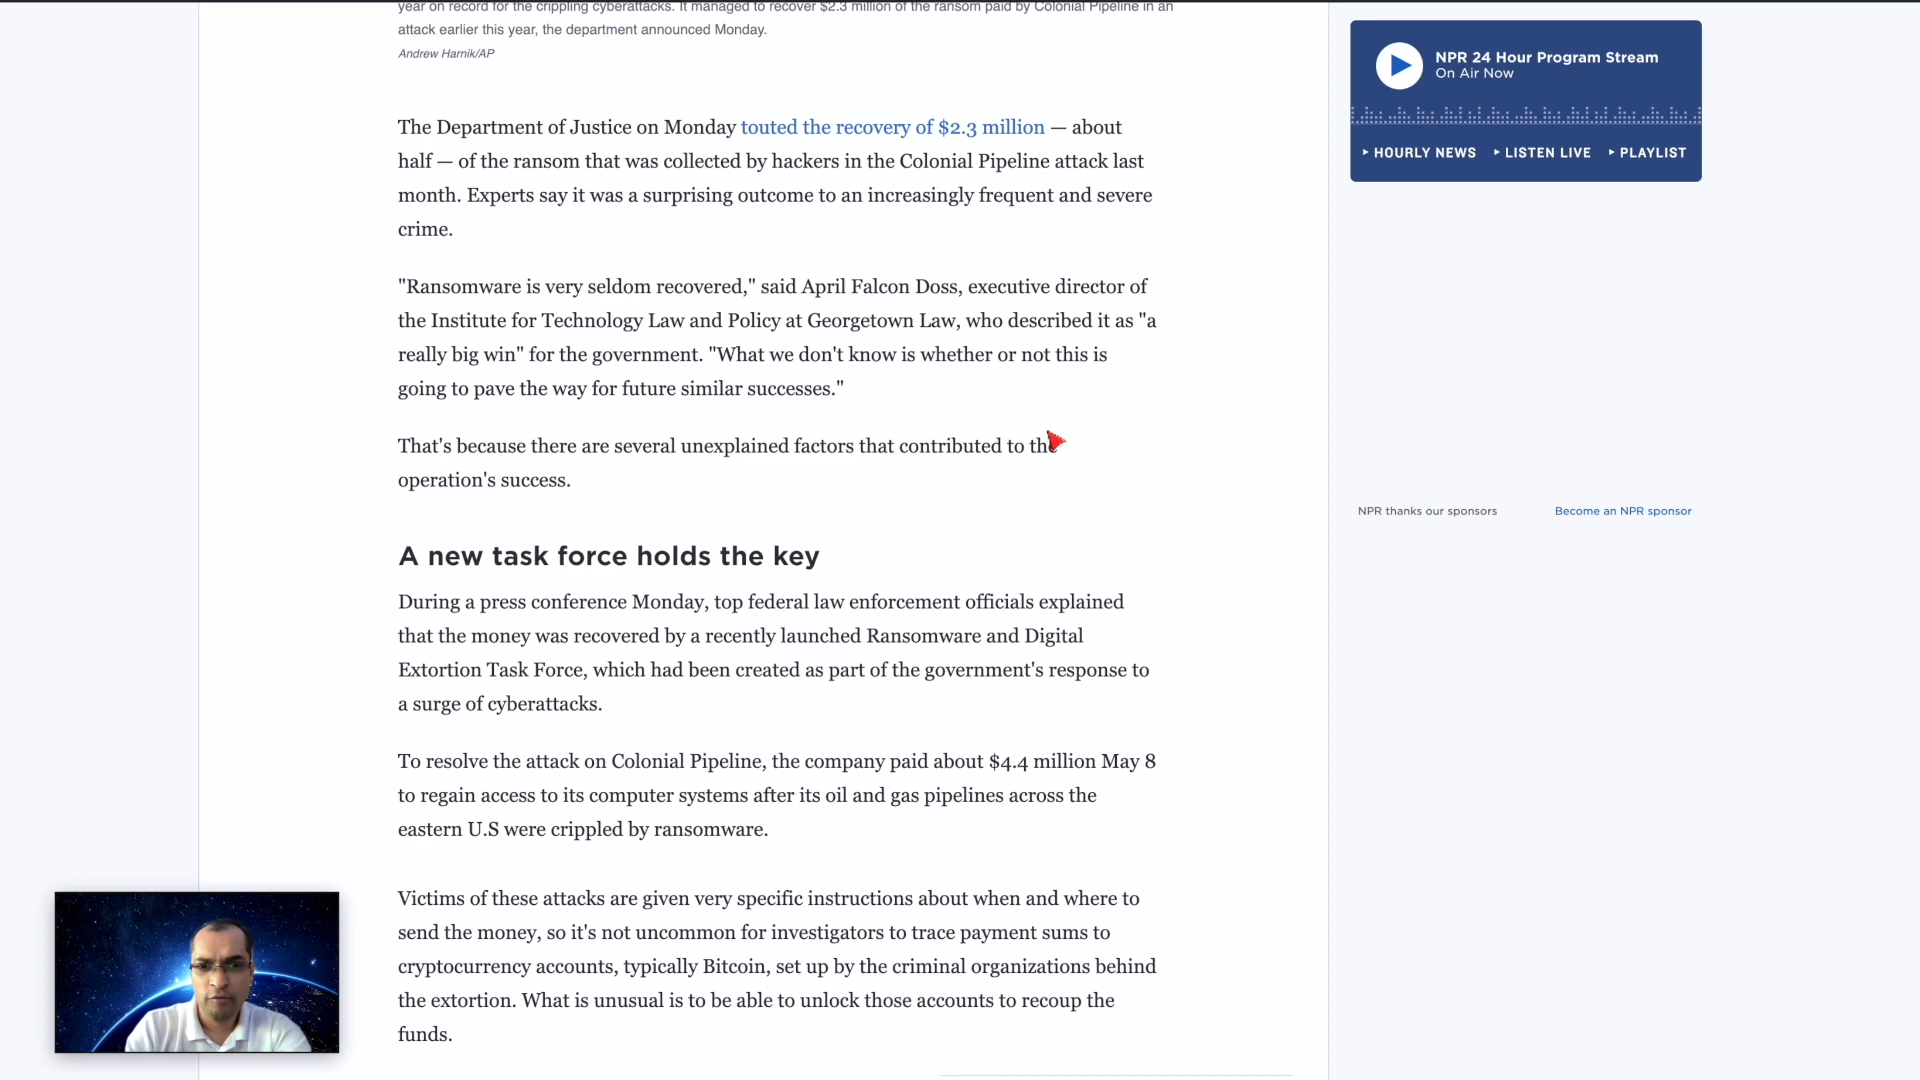 year on record for the crippling cyberattacks. It managed to recover $2.3 million of the ransom paid by Colonial Pipeline in an
attack earlier this year, the department announced Monday.
Andrew Harnik/AP
The Department of Justice on Monday touted the recovery of $2.3 million — about
half — of the ransom that was collected by hackers in the Colonial Pipeline attack last
month. Experts say it was a surprising outcome to an increasingly frequent and severe
crime.
"Ransomware is very seldom recovered," said April Falcon Doss, executive director of
the Institute for Technology Law and Policy at Georgetown Law, who described it as "a
really big win" for the government. "What we don't know is whether or not this is
going to pave the way for future similar successes."
That's because there are several unexplained factors that contributed to the
operation's success.
A new task force holds the key
During a press conference Monday, top federal law enforcement officials explained
that the money was recovered by a recently launched Ransomware and Digital
Extortion Task Force, which had been created as part of the government's response to
a surge of cyberattacks.
To resolve the attack on Colonial Pipeline, the company paid about $4.4 million May 8
to regain access to its computer systems after its oil and gas pipelines across the
eastern U.S were crippled by ransomware.
Victims of these attacks are given very specific instructions about when and where to
send the money, so it's not uncommon for investigators to trace payment sums to
cryptocurrency accounts, typically Bitcoin, set up by the criminal organizations behind
the extortion. What is unusual is to be able to unlock those accounts to recoup the
funds.
NPR 24 Hour Program Stream
On Air Now
HOURLY NEWS LISTEN LIVE PLAYLIST
NPR thanks our sponsors Become an NPR sponsor